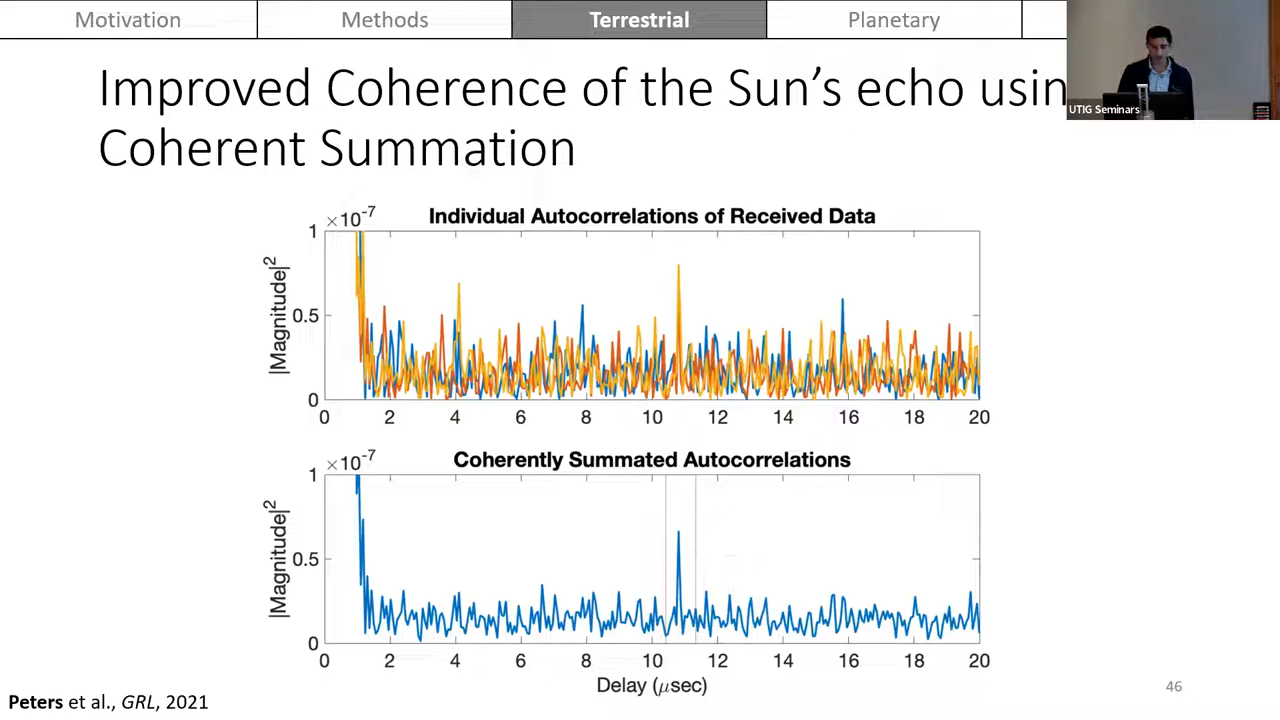 Motivation
Methods
Terrestrial
Planetary
UTIG Seminars
Improved Coherence of the Sun's echo usin
Coherent Summation
Individual Autocorrelations of Received Data
×10⁻⁷
|Magnitude|²
1
0.5
0
0 2 4 6 8 10 12 14 16 18 20
Coherently Summated Autocorrelations
×10⁻⁷
|Magnitude|²
1
0.5
0
0 2 4 6 8 10 12 14 16 18 20
Delay (μsec)
Peters et al., GRL, 2021
46